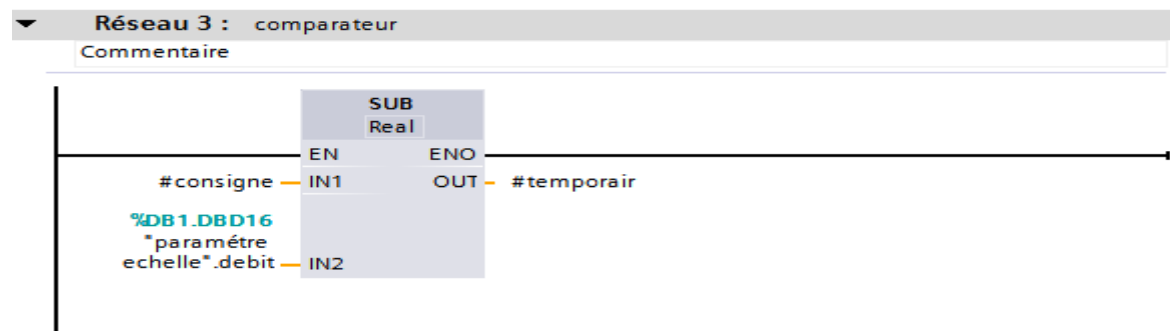 Réseau 3 : comparateur
Commentaire
SUB
Real
EN ENO
#consigne IN1 OUT #temporair
%DB1.DBD16
"paramétre
echelle".debit IN2